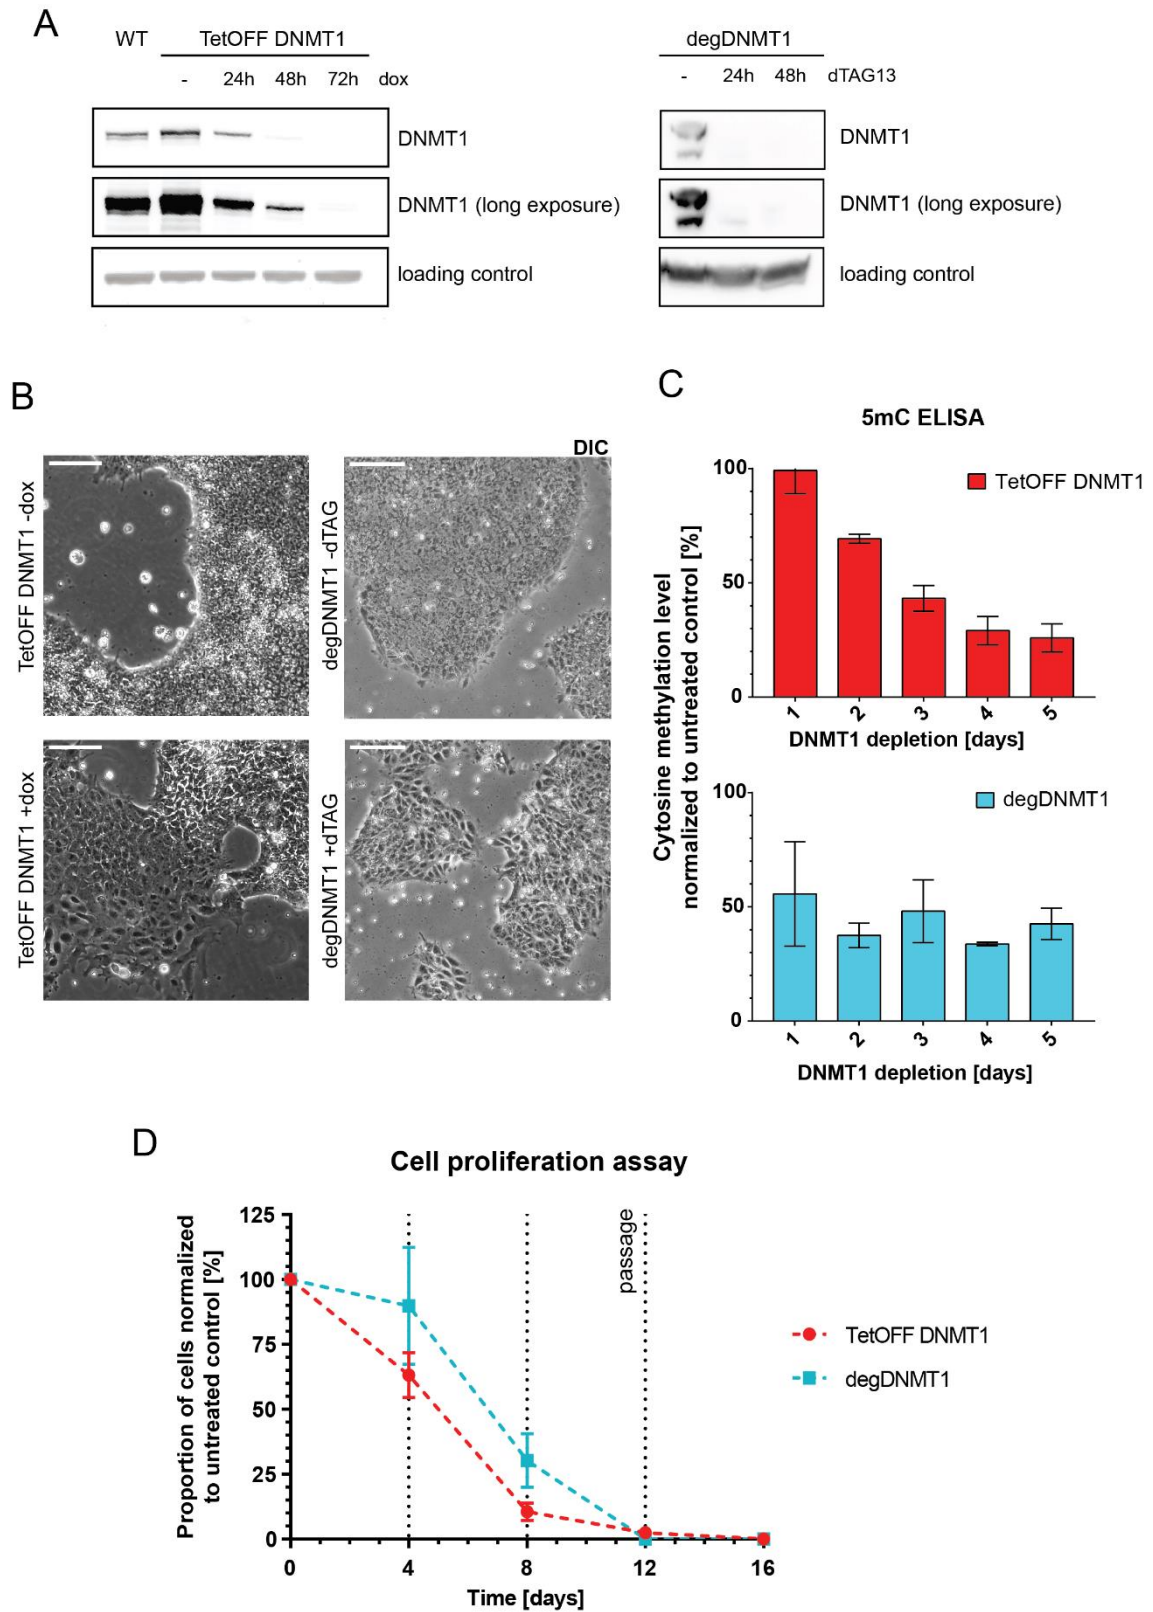 A
WT TetOFF DNMT1
- 24h 48h 72h dox
DNMT1
DNMT1 (long exposure)
loading control
degDNMT1
- 24h 48h dTAG13
DNMT1
DNMT1 (long exposure)
loading control
B
DIC
TetOFF DNMT1 -dox
degDNMT1 -dTAG
TetOFF DNMT1 +dox
degDNMT1 +dTAG
C
5mC ELISA
Cytosine methylation level
normalized to untreated control [%]
100
50
0
TetOFF DNMT1
1 2 3 4 5
DNMT1 depletion [days]
100
50
0
degDNMT1
1 2 3 4 5
DNMT1 depletion [days]
D
Cell proliferation assay
Proportion of cells normalized
to untreated control [%]
125
100
75
50
25
0
passage
0 4 8 12 16
Time [days]
TetOFF DNMT1
degDNMT1